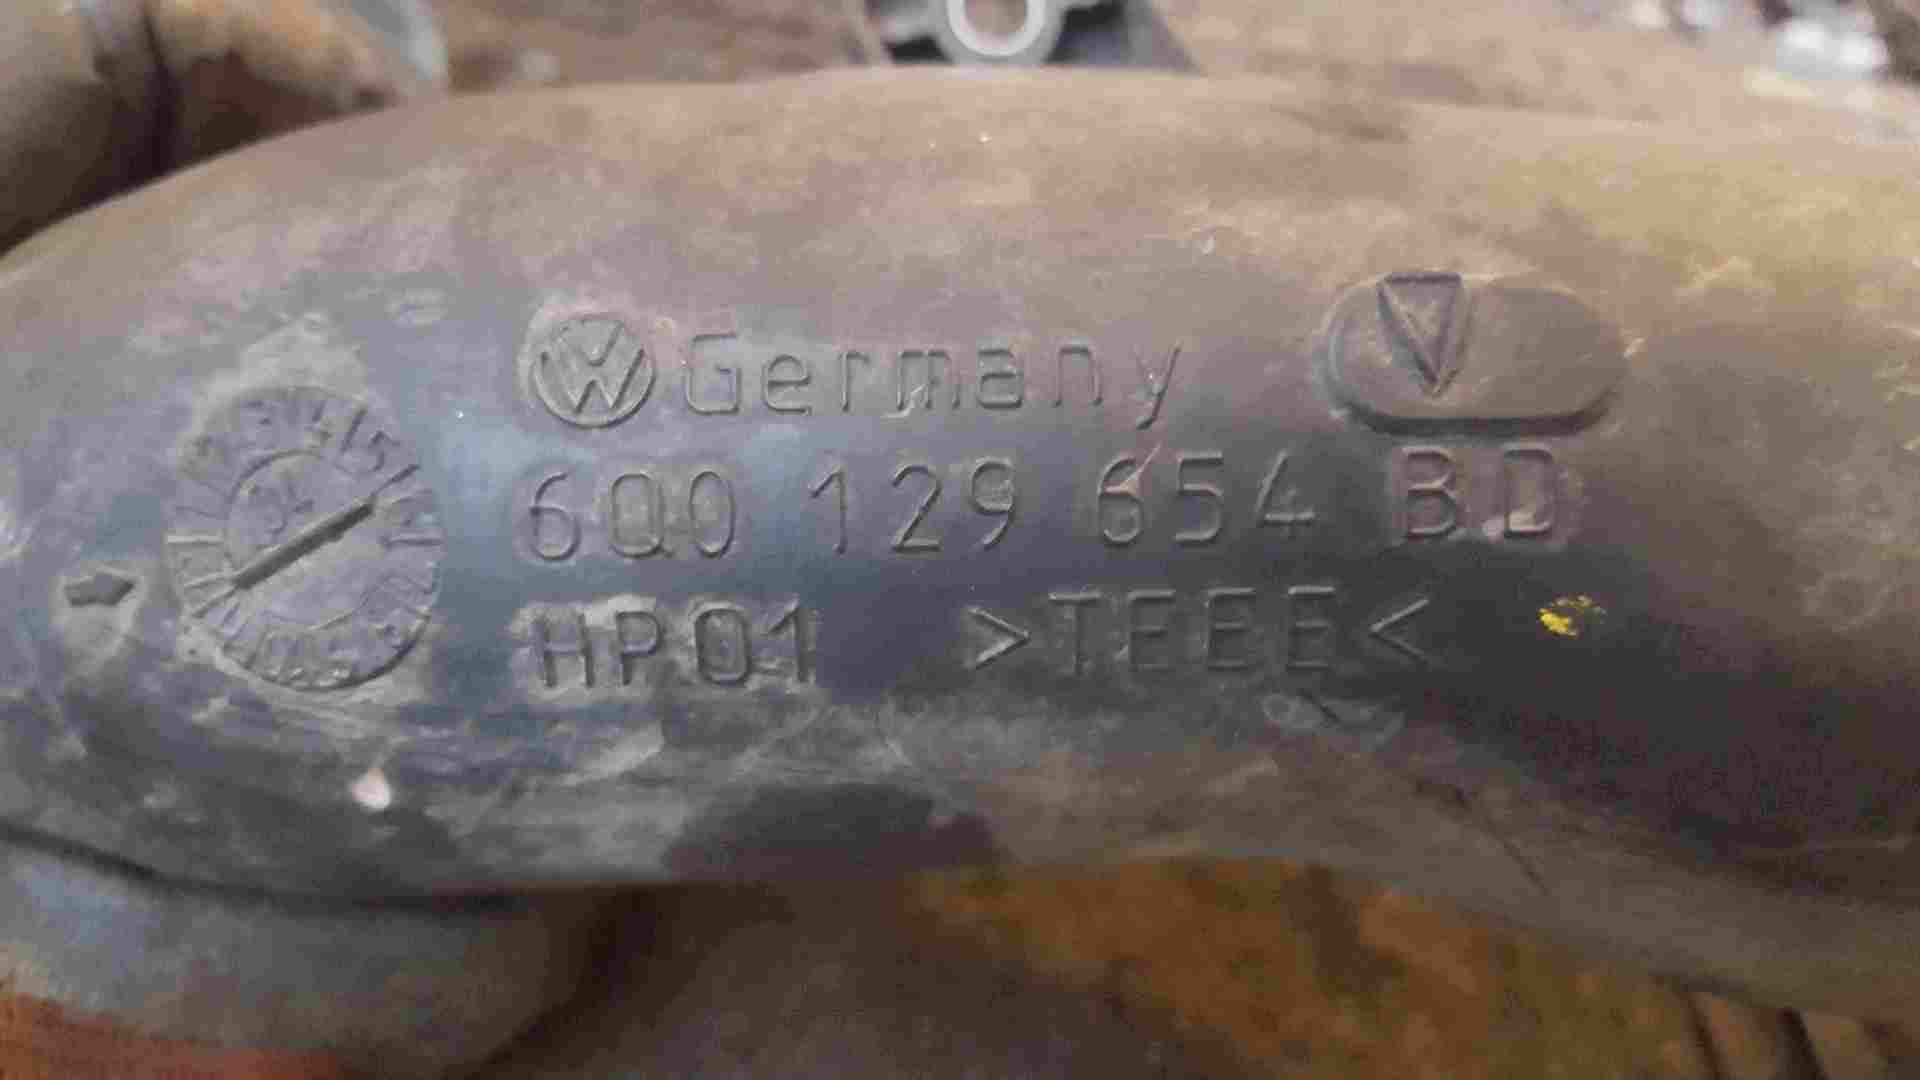 Germany
6Q0 129 654 BD
HP01 >TEEE<